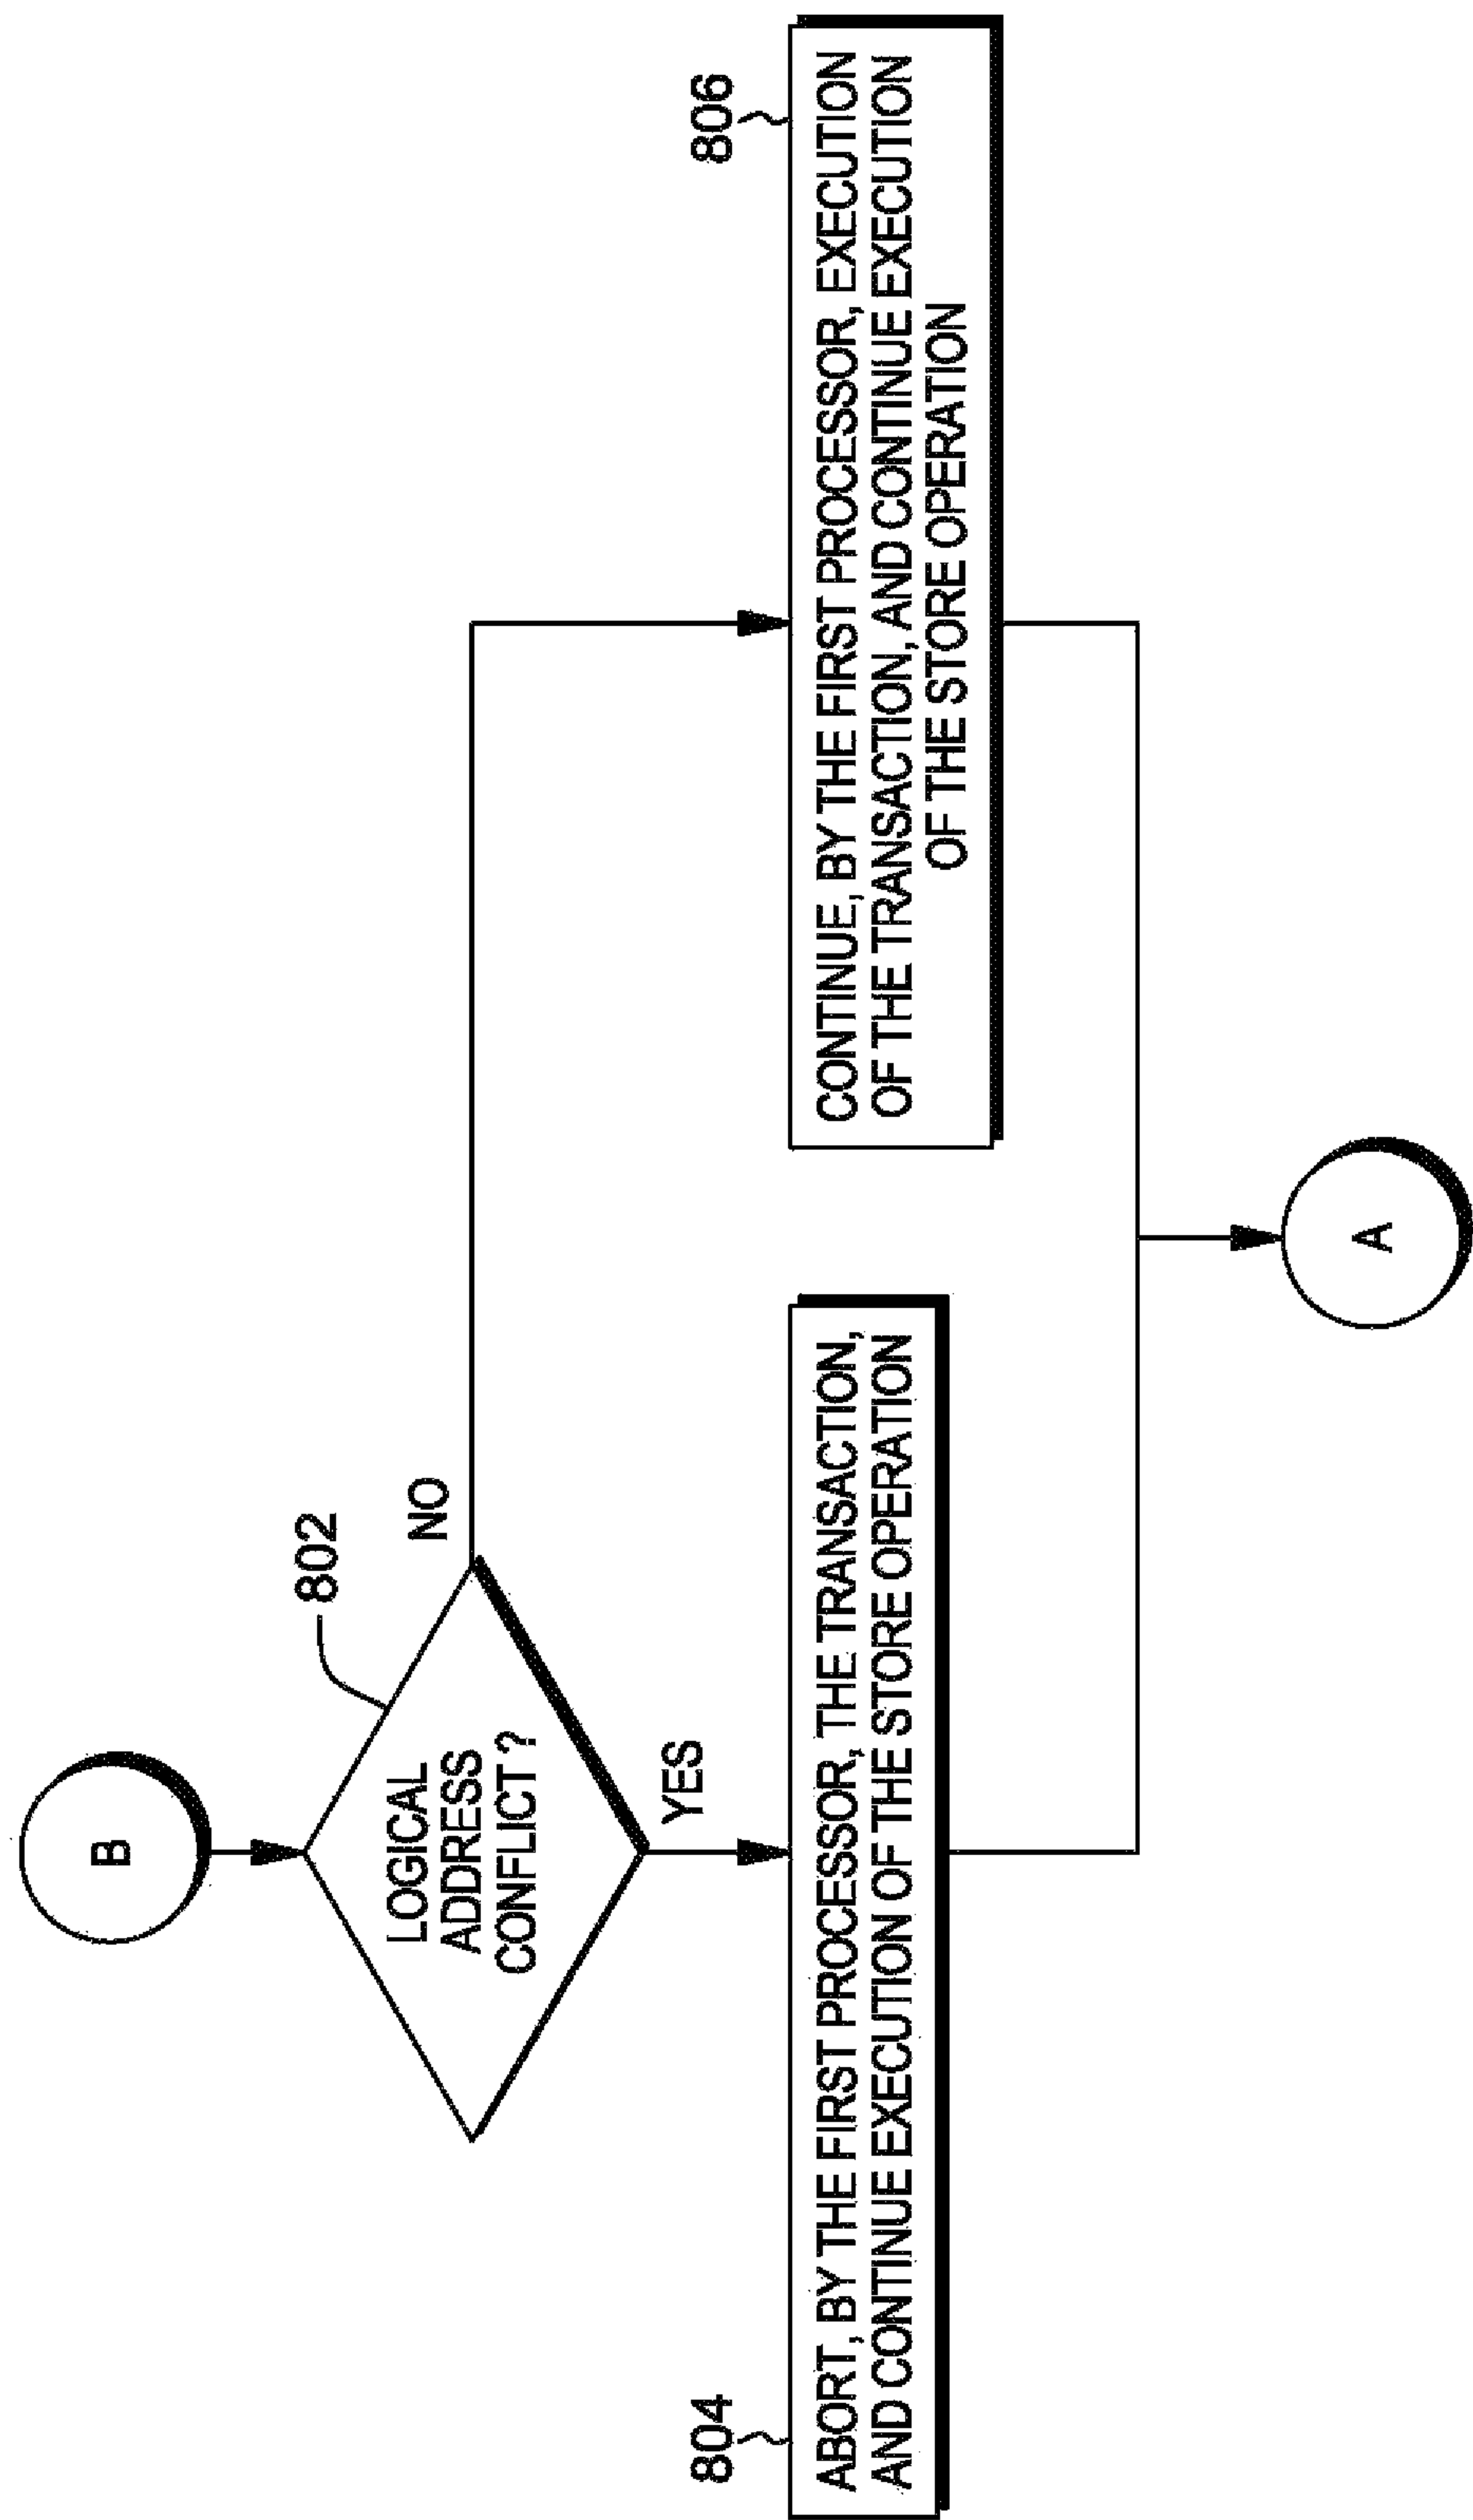 B
802
LOGICAL
ADDRESS
CONFLICT ?
NO
YES
804
ABORT, BY THE FIRST PROCESSOR, THE TRANSACTION,
AND CONTINUE EXECUTION OF THE STORE OPERATION
806
CONTINUE, BY THE FIRST PROCESSOR, EXECUTION
OF THE TRANSACTION, AND CONTINUE EXECUTION
OF THE STORE OPERATION
A